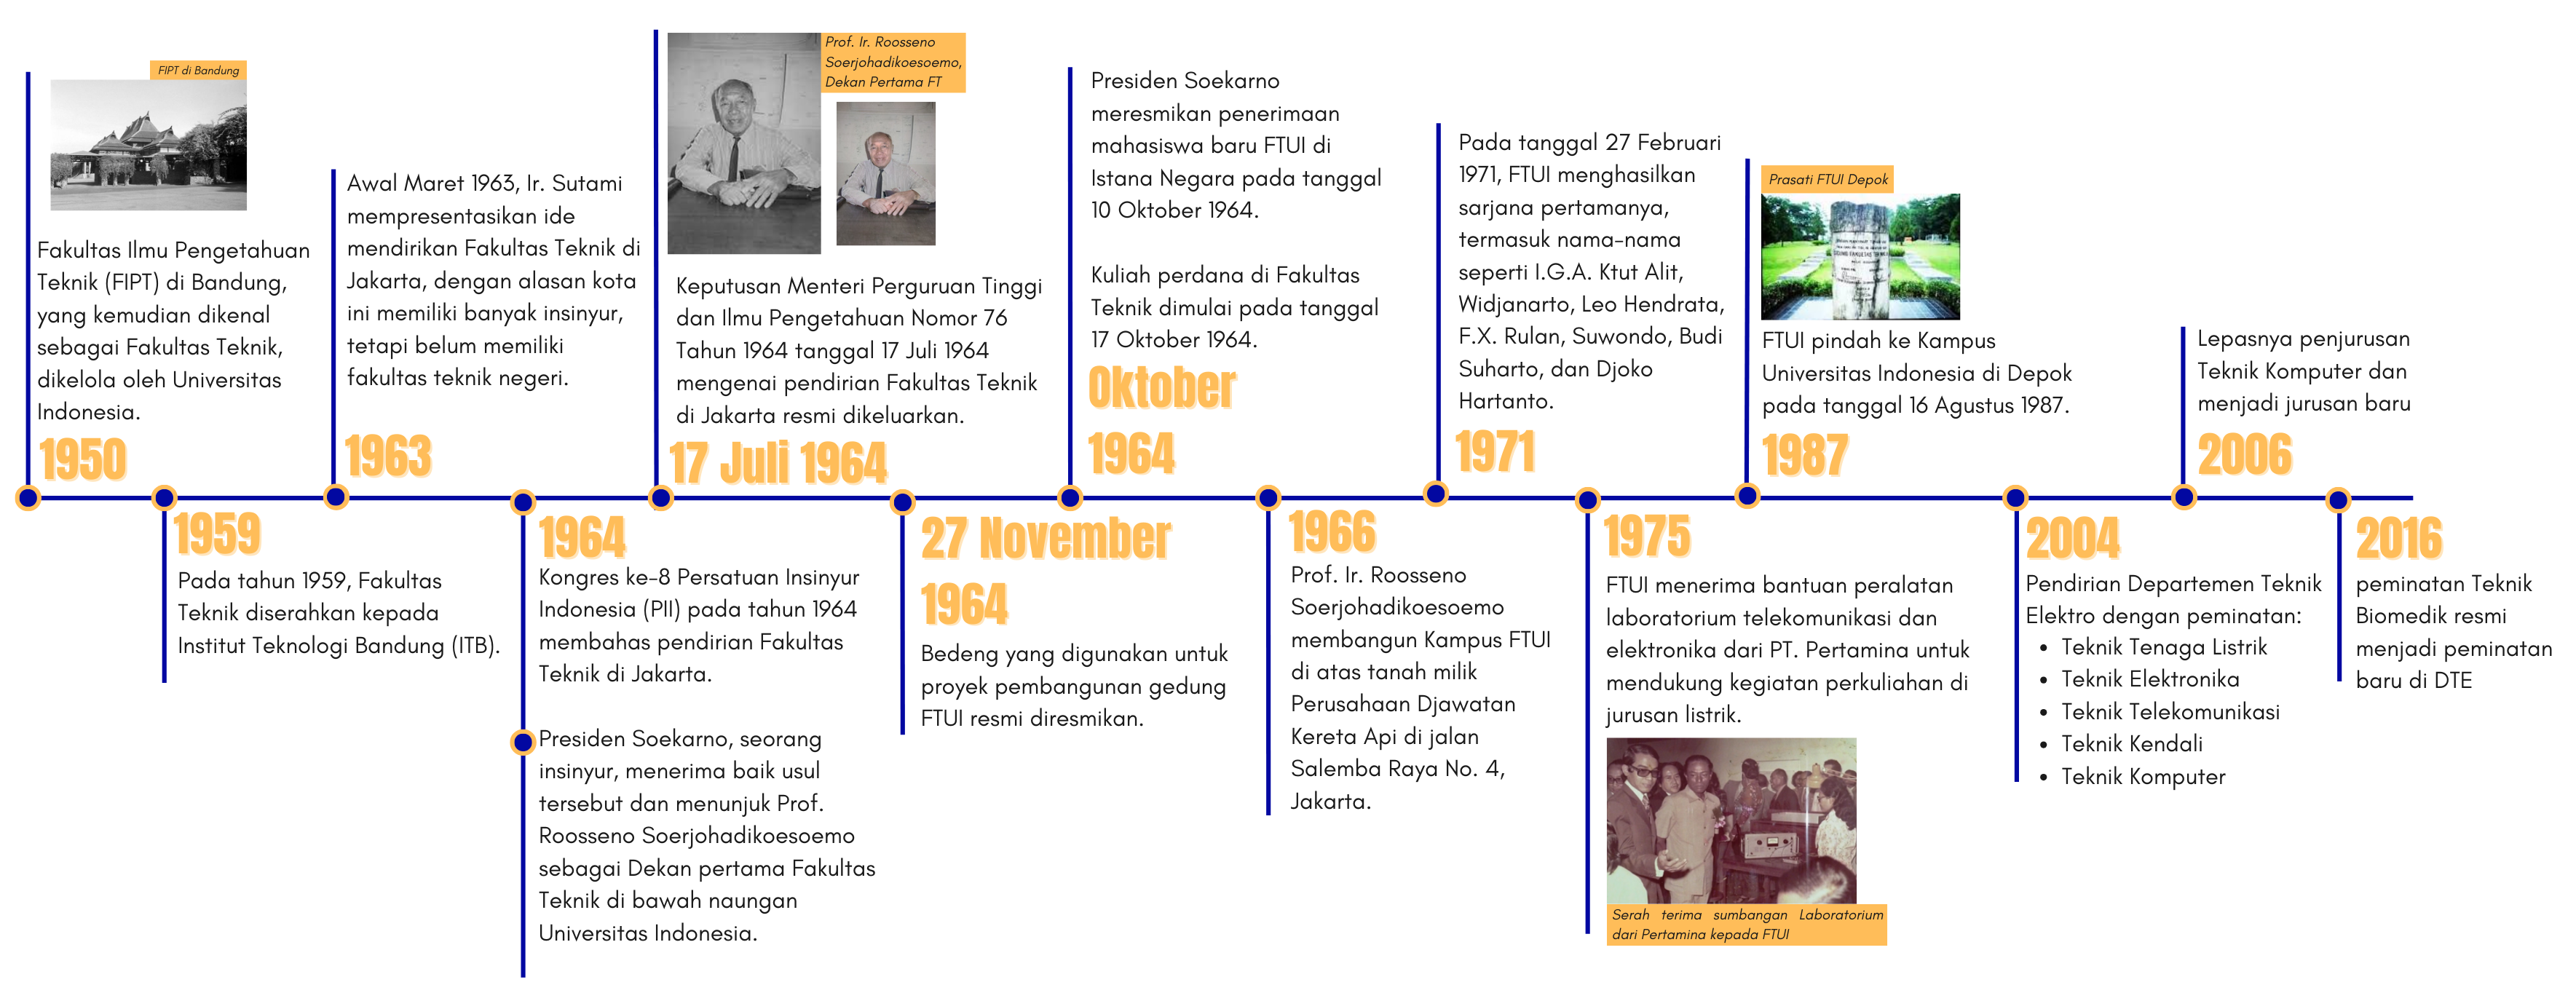 FIPT di Bandung
Fakultas Ilmu Pengetahuan
Teknik (FIPT) di Bandung,
yang kemudian dikenal
sebagai Fakultas Teknik,
dikelola oleh Universitas
Indonesia.
1950
1959
Pada tahun 1959, Fakultas
Teknik diserahkan kepada
Institut Teknologi Bandung (ITB).
Awal Maret 1963, Ir. Sutami
mempresentasikan ide
mendirikan Fakultas Teknik di
Jakarta, dengan alasan kota
ini memiliki banyak insinyur,
tetapi belum memiliki
fakultas teknik negeri.
1963
1964
Kongres ke-8 Persatuan Insinyur
Indonesia (PII) pada tahun 1964
membahas pendirian Fakultas
Teknik di Jakarta.
Presiden Soekarno, seorang
insinyur, menerima baik usul
tersebut dan menunjuk Prof.
Roosseno Soerjohadikoesoemo
sebagai Dekan pertama Fakultas
Teknik di bawah naungan
Universitas Indonesia.
Prof. Ir. Roosseno
Soerjohadikoesoemo,
Dekan Pertama FT
Keputusan Menteri Perguruan Tinggi
dan Ilmu Pengetahuan Nomor 76
Tahun 1964 tanggal 17 Juli 1964
mengenai pendirian Fakultas Teknik
di Jakarta resmi dikeluarkan.
17 Juli 1964
27 November
1964
Bedeng yang digunakan untuk
proyek pembangunan gedung
FTUI resmi diresmikan.
Presiden Soekarno
meresmikan penerimaan
mahasiswa baru FTUI di
Istana Negara pada tanggal
10 Oktober 1964.
Kuliah perdana di Fakultas
Teknik dimulai pada tanggal
17 Oktober 1964.
Oktober
1964
1966
Prof. Ir. Roosseno
Soerjohadikoesoemo
membangun Kampus FTUI
di atas tanah milik
Perusahaan Djawatan
Kereta Api di jalan
Salemba Raya No. 4,
Jakarta.
Pada tanggal 27 Februari
1971, FTUI menghasilkan
sarjana pertamanya,
termasuk nama-nama
seperti I.G.A. Ktut Alit,
Widjanarto, Leo Hendrata,
F.X. Rulan, Suwondo, Budi
Suharto, dan Djoko
Hartanto.
1971
1975
FTUI menerima bantuan peralatan
laboratorium telekomunikasi dan
elektronika dari PT. Pertamina untuk
mendukung kegiatan perkuliahan di
jurusan listrik.
Serah terima sumbangan Laboratorium
dari Pertamina kepada FTUI
Prasati FTUI Depok
FTUI pindah ke Kampus
Universitas Indonesia di Depok
pada tanggal 16 Agustus 1987.
1987
2004
Pendirian Departemen Teknik
Elektro dengan peminatan:
• Teknik Tenaga Listrik
• Teknik Elektronika
• Teknik Telekomunikasi
• Teknik Kendali
• Teknik Komputer
Lepasnya penjurusan
Teknik Komputer dan
menjadi jurusan baru
2006
2016
peminatan Teknik
Biomedik resmi
menjadi peminatan
baru di DTE